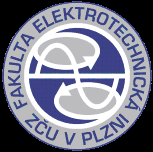 FAKULTA ELEKTROTECHNICKÁ
ZČU V PLZNI